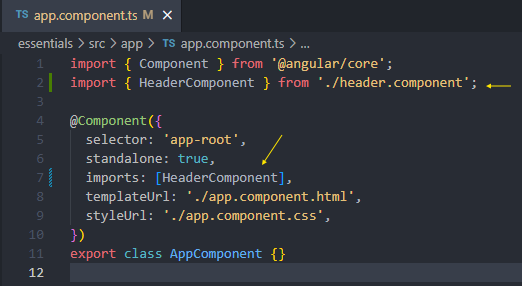 TS app.component.ts M ×
essentials > src > app > TS app.component.ts > ...
1 import { Component } from '@angular/core';
2 import { HeaderComponent } from './header.component';
3
4 @Component({
5   selector: 'app-root',
6   standalone: true,
7   imports: [HeaderComponent],
8   templateUrl: './app.component.html',
9   styleUrl: './app.component.css',
10 })
11 export class AppComponent {}
12